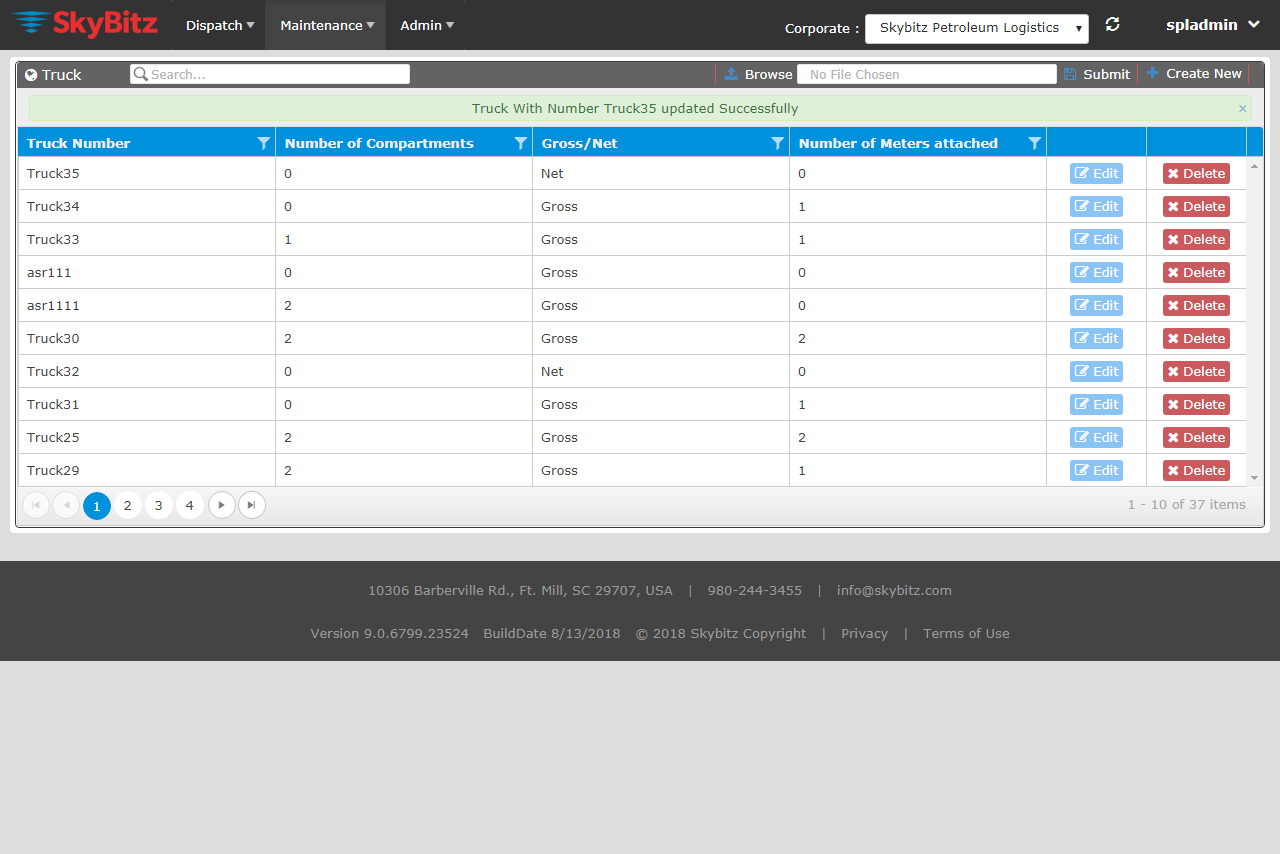 SkyBitz Dispatch Maintenance Admin Corporate : Skybitz Petroleum Logistics spladmin
Truck Search... Browse No File Chosen Submit Create New
Truck With Number Truck35 updated Successfully ×
Truck Number Number of Compartments Gross/Net Number of Meters attached
Truck35 0 Net 0 Edit Delete
Truck34 0 Gross 1 Edit Delete
Truck33 1 Gross 1 Edit Delete
asr111 0 Gross 0 Edit Delete
asr1111 2 Gross 0 Edit Delete
Truck30 2 Gross 2 Edit Delete
Truck32 0 Net 0 Edit Delete
Truck31 0 Gross 1 Edit Delete
Truck25 2 Gross 2 Edit Delete
Truck29 2 Gross 1 Edit Delete
1 2 3 4 1 - 10 of 37 items
10306 Barberville Rd., Ft. Mill, SC 29707, USA | 980-244-3455 | info@skybitz.com
Version 9.0.6799.23524 BuildDate 8/13/2018 © 2018 Skybitz Copyright | Privacy | Terms of Use